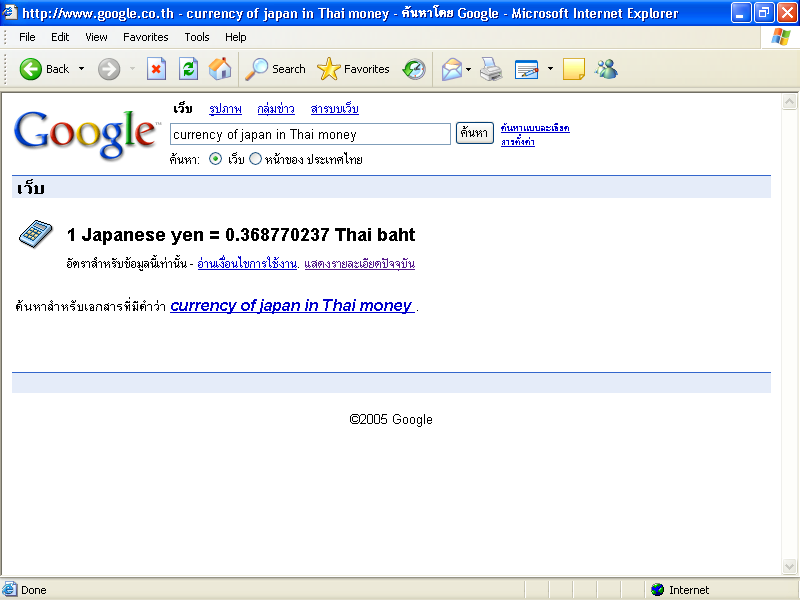 http://www.google.co.th - currency of japan in Thai money - ค้นหาโดย Google - Microsoft Internet Explorer
File Edit View Favorites Tools Help
Back Search Favorites
Google™
เว็บ รูปภาพ กลุ่มข่าว สารบบเว็บ
currency of japan in Thai money ค้นหา ค้นหาแบบละเอียด
สารตั้งค่า
ค้นหา: เว็บ หน้าของ ประเทศไทย
เว็บ
1 Japanese yen = 0.368770237 Thai baht
อัตราสำหรับข้อมูลนี้เท่านั้น - อ่านเงื่อนไขการใช้งาน. แสดงรายละเอียดปัจจุบัน
ค้นหาสำหรับเอกสารที่มีคำว่า currency of japan in Thai money .
©2005 Google
Done Internet